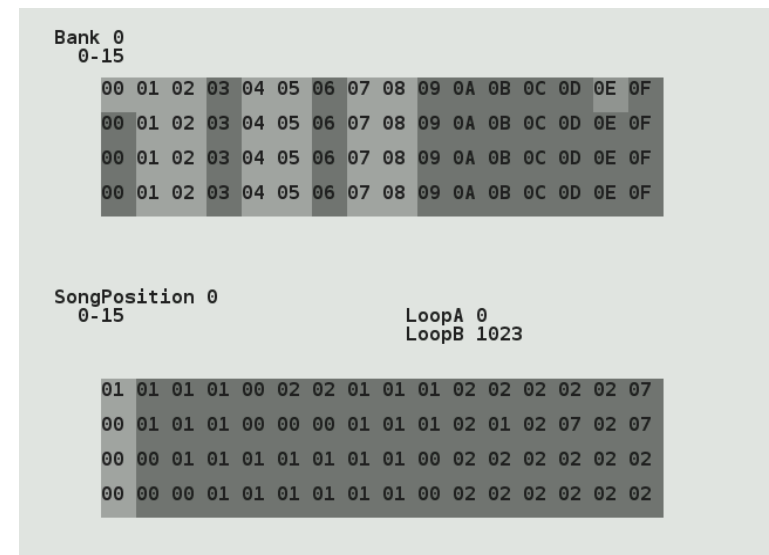 Bank 0
0-15
00 01 02 03 04 05 06 07 08 09 0A 0B 0C 0D 0E 0F
00 01 02 03 04 05 06 07 08 09 0A 0B 0C 0D 0E 0F
00 01 02 03 04 05 06 07 08 09 0A 0B 0C 0D 0E 0F
00 01 02 03 04 05 06 07 08 09 0A 0B 0C 0D 0E 0F
SongPosition 0
0-15
LoopA 0
LoopB 1023
01 01 01 01 00 02 02 01 01 01 02 02 02 02 02 07
00 01 01 01 00 00 00 01 01 01 02 01 02 07 02 07
00 00 01 01 01 01 01 01 01 00 02 02 02 02 02 02
00 00 00 01 01 01 01 01 01 00 02 02 02 02 02 02